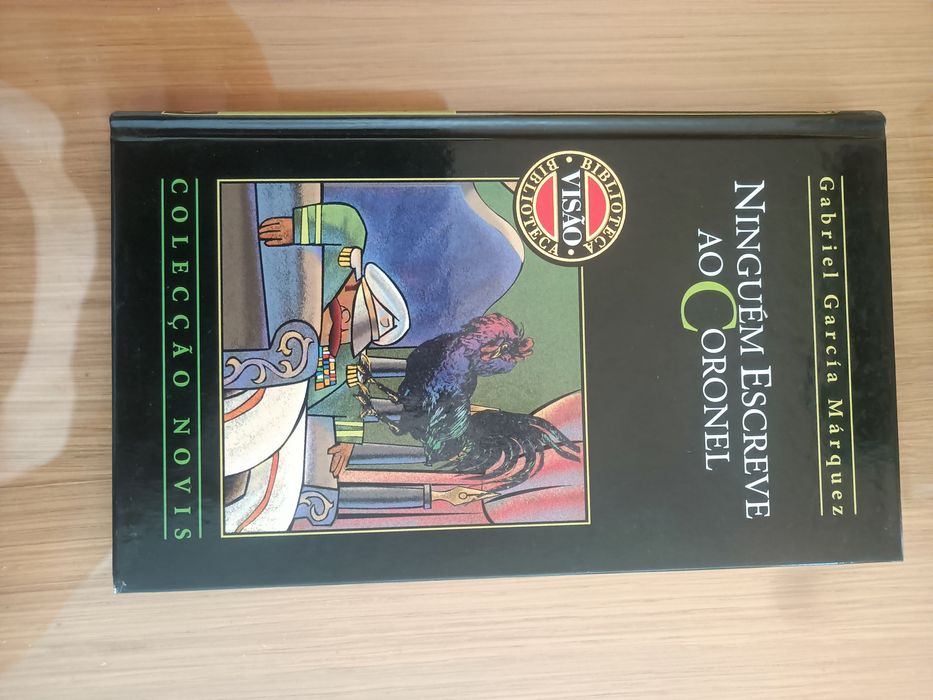 Gabriel García Márquez
NINGUÉM ESCREVE
AO CORONEL
BIBLIOTECA
VISÃO
BIBLIOTECA
COLECÇÃO NOVIS